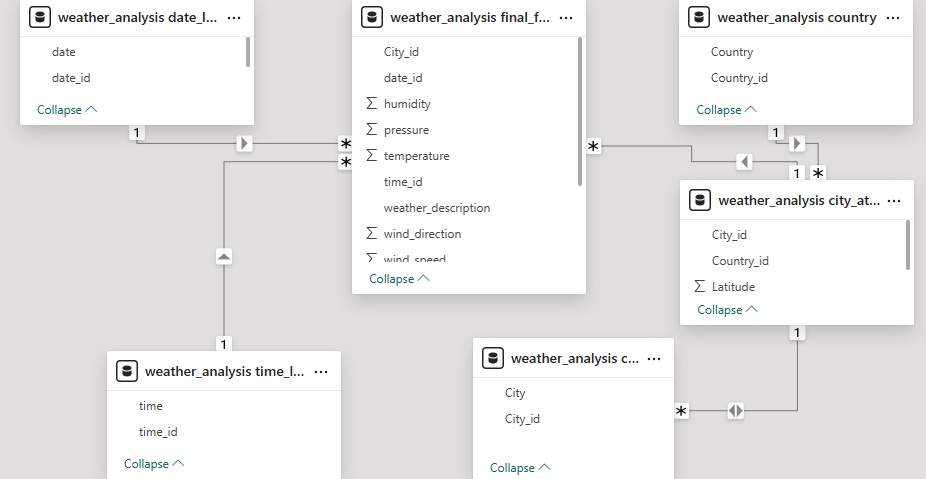 weather_analysis date_l...
date
date_id
Collapse
1
weather_analysis final_f...
City_id
date_id
humidity
pressure
temperature
time_id
weather_description
wind_direction
wind_speed
Collapse
*
*
*
weather_analysis country
Country
Country_id
Collapse
1
1
*
weather_analysis city_at...
City_id
Country_id
Latitude
Collapse
1
1
weather_analysis time_l...
time
time_id
Collapse
weather_analysis c...
City
City_id
Collapse
*